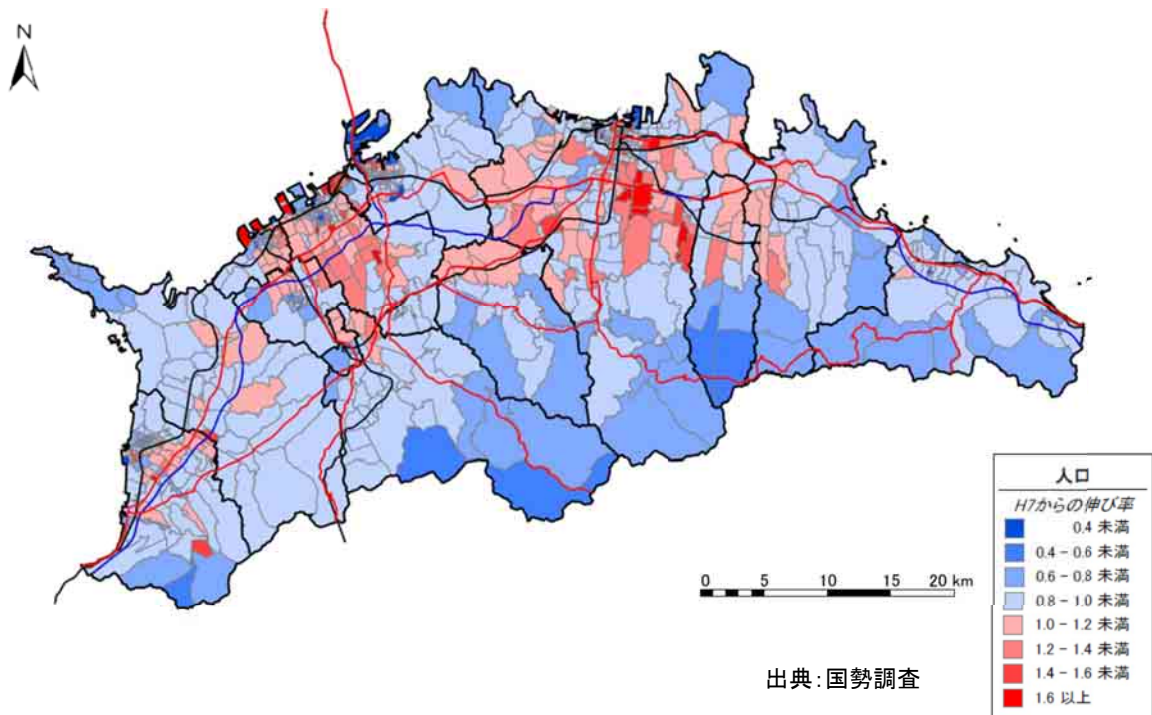 N
人口
H7からの伸び率
0.4 未満
0.4 - 0.6 未満
0.6 - 0.8 未満
0.8 - 1.0 未満
1.0 - 1.2 未満
1.2 - 1.4 未満
1.4 - 1.6 未満
1.6 以上
0 5 10 15 20 km
出典：国勢調査